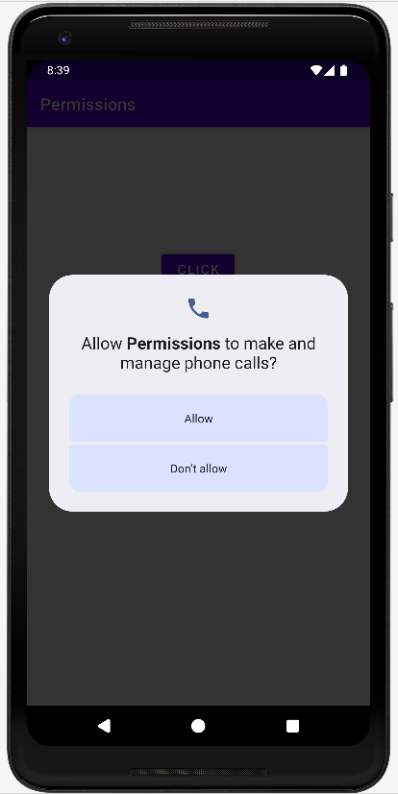 8:39
Permissions
CLICK
Allow Permissions to make and
manage phone calls?
Allow
Don't allow